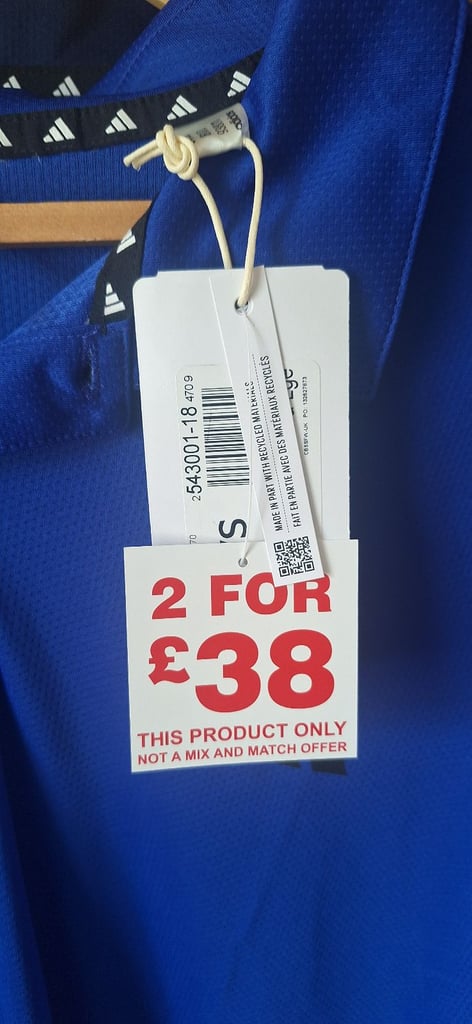 adidas
2543001-18 4709
MADE IN PART WITH RECYCLED MATERIALS
FAIT EN PARTIE AVEC DES MATÉRIAUX RECYCLÉS
2 FOR
£38
THIS PRODUCT ONLY
NOT A MIX AND MATCH OFFER